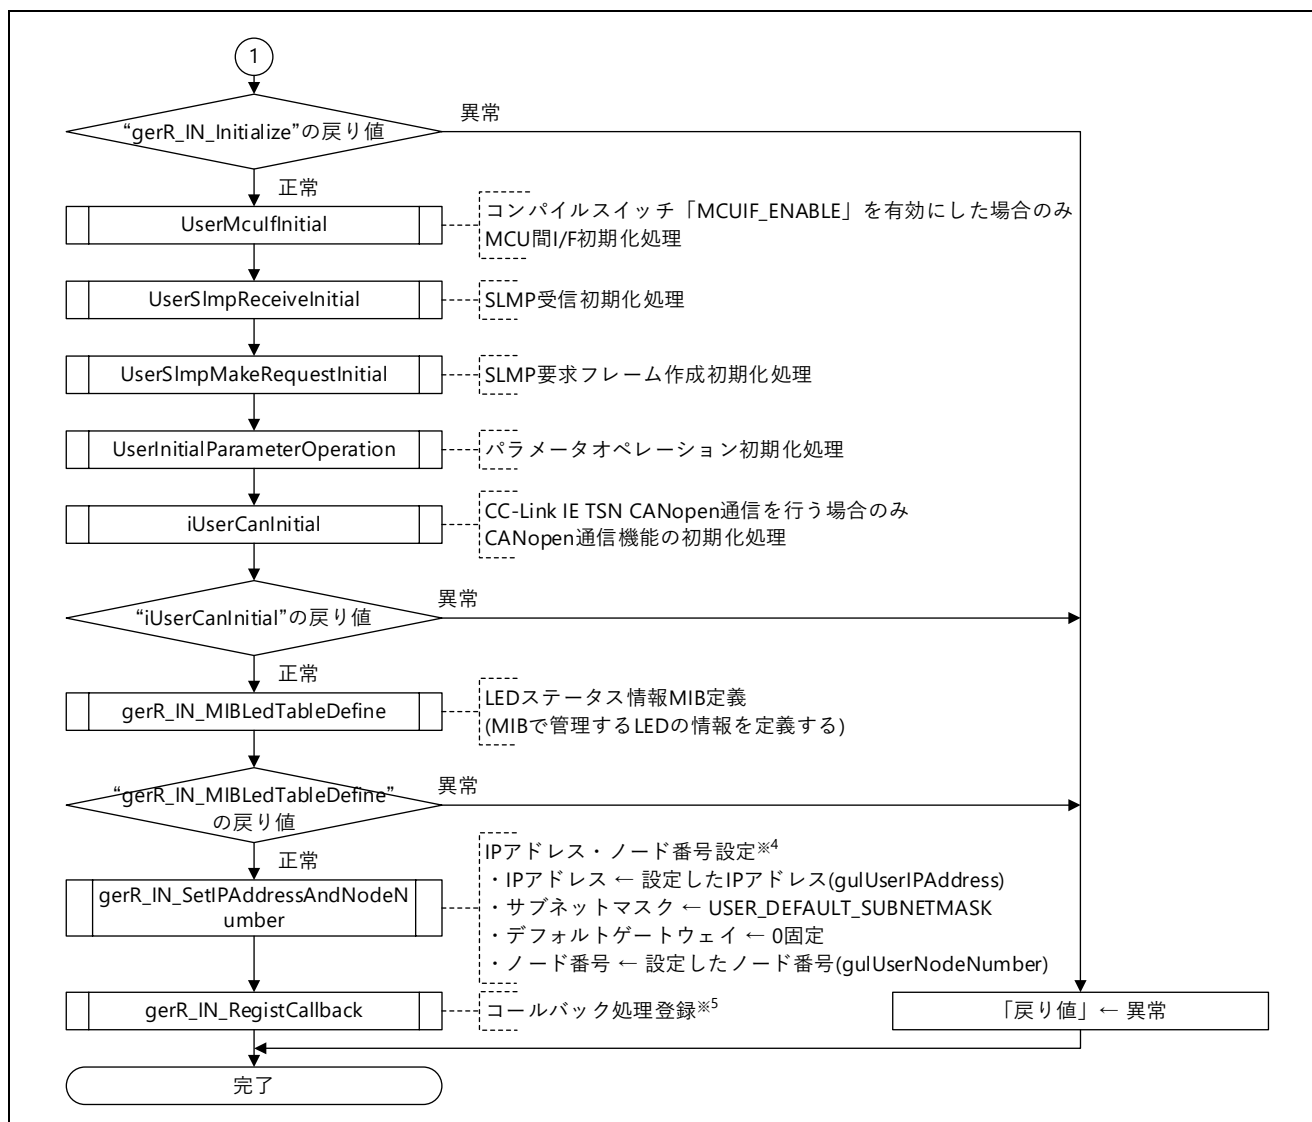 1
“gerR_IN_Initialize”の戻り値
異常
正常
UserMcuIfInitial
コンパイルスイッチ「MCUIF_ENABLE」を有効にした場合のみ
MCU間I/F初期化処理
UserSlmpReceiveInitial
SLMP受信初期化処理
UserSlmpMakeRequestInitial
SLMP要求フレーム作成初期化処理
UserInitialParameterOperation
パラメータオペレーション初期化処理
iUserCanInitial
CC-Link IE TSN CANopen通信を行う場合のみ
CANopen通信機能の初期化処理
“iUserCanInitial”の戻り値
異常
正常
gerR_IN_MIBLedTableDefine
LEDステータス情報MIB定義
(MIBで管理するLEDの情報を定義する)
“gerR_IN_MIBLedTableDefine”
の戻り値
異常
正常
gerR_IN_SetIPAddressAndNodeN
umber
IPアドレス・ノード番号設定※4
・IPアドレス ← 設定したIPアドレス(gulUserIPAddress)
・サブネットマスク ← USER_DEFAULT_SUBNETMASK
・デフォルトゲートウェイ ← 0固定
・ノード番号 ← 設定したノード番号(gulUserNodeNumber)
gerR_IN_RegistCallback
コールバック処理登録※5
「戻り値」← 異常
完了